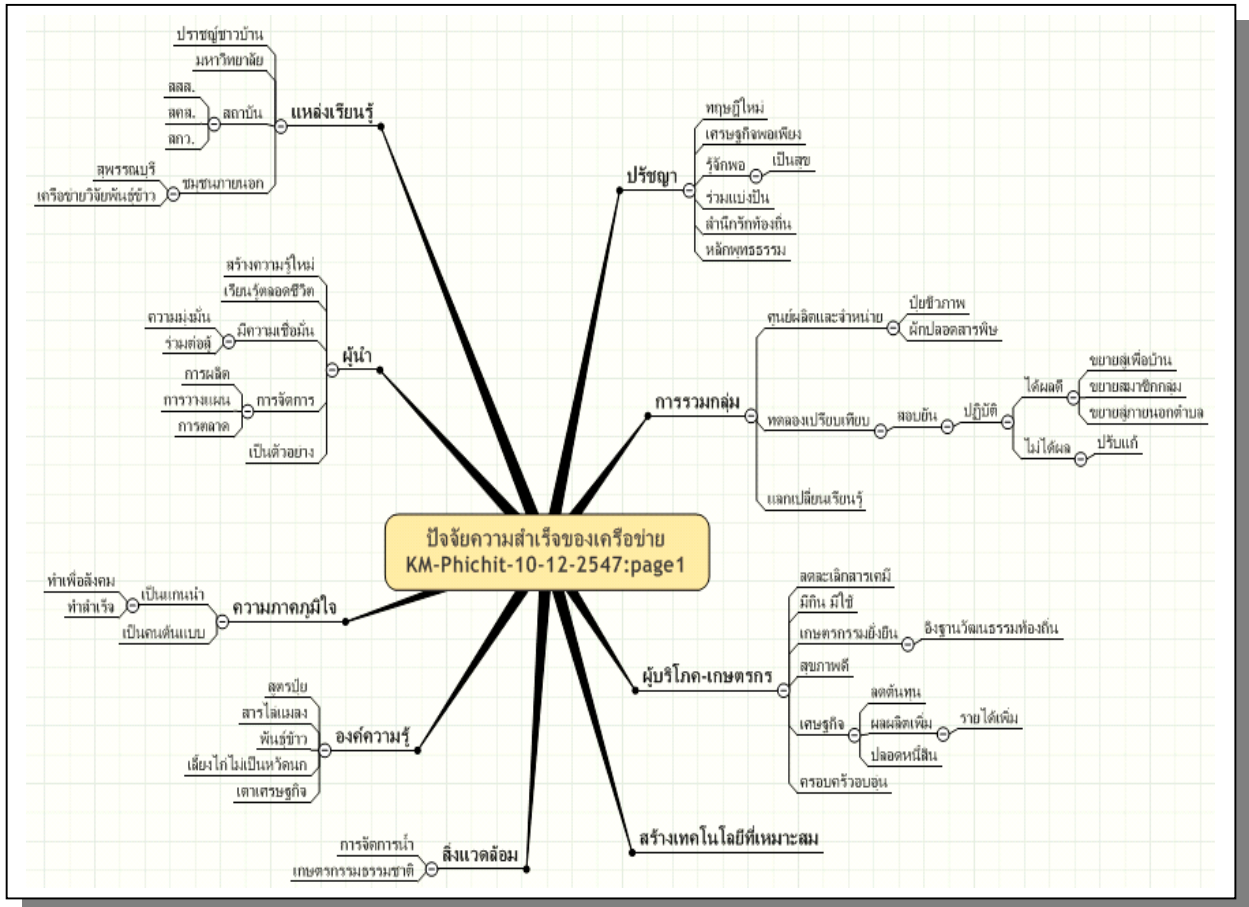 ปัจจัยความสำเร็จของเครือข่าย
KM-Phichit-10-12-2547:page1
แหล่งเรียนรู้
ปราชญ์ชาวบ้าน
มหาวิทยาลัย
สถาบัน
สสส.
สคส.
สกว.
ชุมชนภายนอก
สุพรรณบุรี
เครือข่ายวิจัยพันธุ์ข้าว
ผู้นำ
สร้างความรู้ใหม่
เรียนรู้ตลอดชีวิต
มีความเชื่อมั่น
ความมุ่งมั่น
ร่วมต่อสู้
การจัดการ
การผลิต
การวางแผน
การตลาด
เป็นตัวอย่าง
ความภาคภูมิใจ
เป็นแกนนำ
ทำเพื่อสังคม
ทำสำเร็จ
เป็นคนต้นแบบ
องค์ความรู้
สูตรปุ๋ย
สารไล่แมลง
พันธุ์ข้าว
เลี้ยงไก่ไม่เป็นหวัดนก
เตาเศรษฐกิจ
สิ่งแวดล้อม
การจัดการน้ำ
เกษตรกรรมธรรมชาติ
ปรัชญา
ทฤษฎีใหม่
เศรษฐกิจพอเพียง
รู้จักพอ
เป็นสุข
ร่วมแบ่งปัน
สำนึกรักท้องถิ่น
หลักพุทธธรรม
การรวมกลุ่ม
ศูนย์ผลิตและจำหน่าย
ปุ๋ยชีวภาพ
ผักปลอดสารพิษ
ทดลองเปรียบเทียบ
สอบยัน
ปฏิบัติ
ได้ผลดี
ขยายสู่เพื่อบ้าน
ขยายสมาชิกกลุ่ม
ขยายสู่ภายนอกตำบล
ไม่ได้ผล
ปรับแก้
แลกเปลี่ยนเรียนรู้
ผู้บริโภค-เกษตรกร
ลดละเลิกสารเคมี
มีกิน มีใช้
เกษตรกรรมยั่งยืน
อิงฐานวัฒนธรรมท้องถิ่น
สุขภาพดี
เศรษฐกิจ
ลดต้นทุน
ผลผลิตเพิ่ม
รายได้เพิ่ม
ปลอดหนี้สิน
ครอบครัวอบอุ่น
สร้างเทคโนโลยีที่เหมาะสม